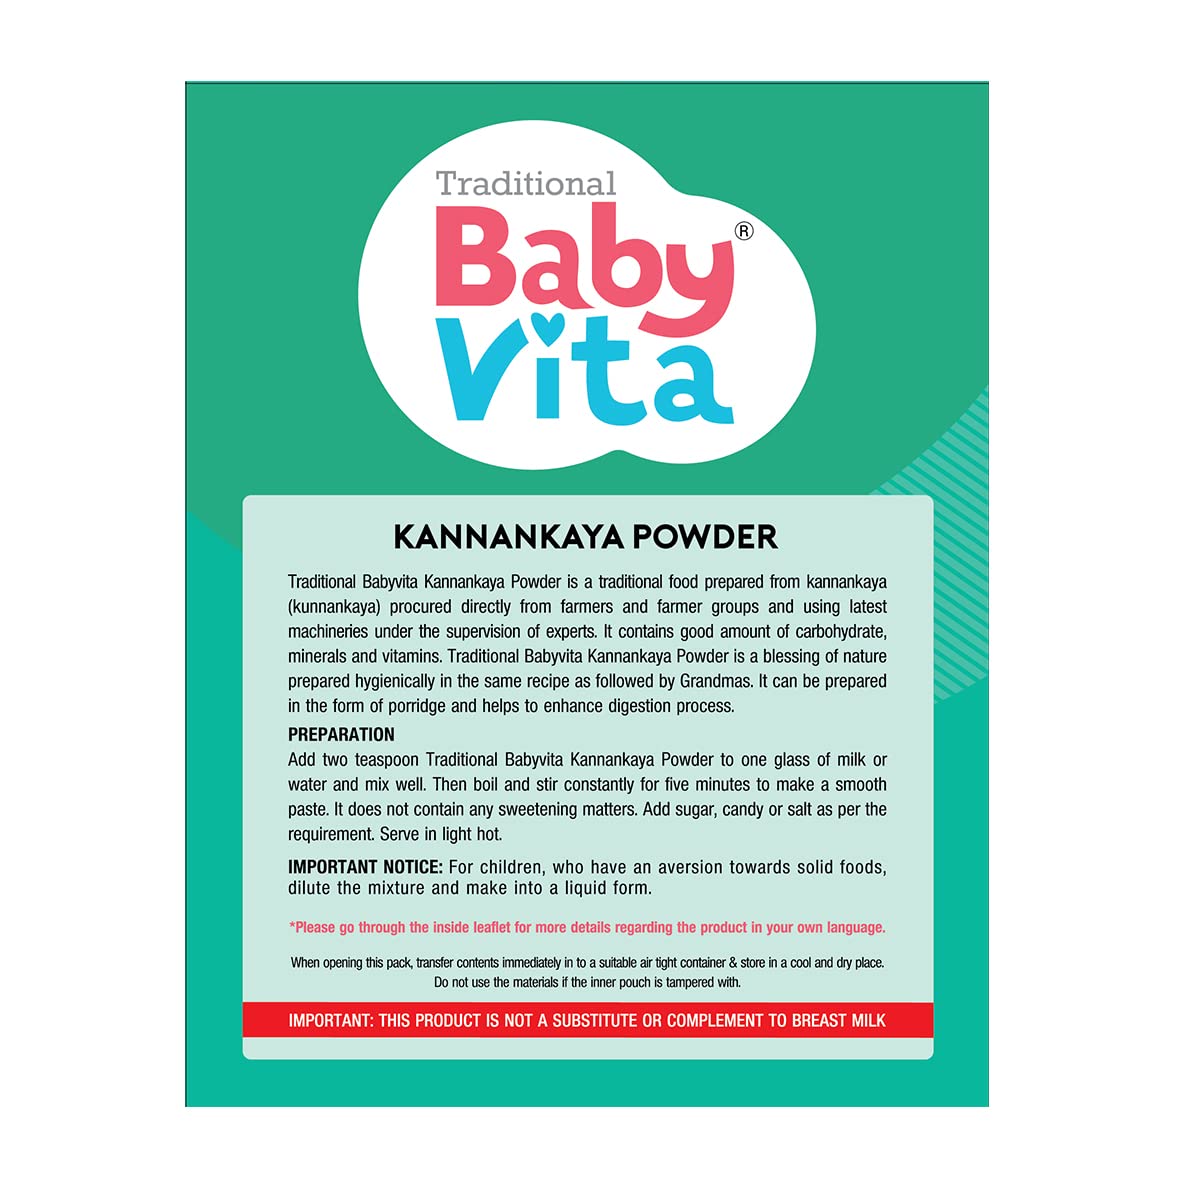 Traditional
Baby®
Vita
KANNANKAYA POWDER
Traditional Babyvita Kannankaya Powder is a traditional food prepared from kannankaya
(kunnankaya) procured directly from farmers and farmer groups and using latest
machineries under the supervision of experts. It contains good amount of carbohydrate,
minerals and vitamins. Traditional Babyvita Kannankaya Powder is a blessing of nature
prepared hygienically in the same recipe as followed by Grandmas. It can be prepared
in the form of porridge and helps to enhance digestion process.
PREPARATION
Add two teaspoon Traditional Babyvita Kannankaya Powder to one glass of milk or
water and mix well. Then boil and stir constantly for five minutes to make a smooth
paste. It does not contain any sweetening matters. Add sugar, candy or salt as per the
requirement. Serve in light hot.
IMPORTANT NOTICE: For children, who have an aversion towards solid foods,
dilute the mixture and make into a liquid form.
*Please go through the inside leaflet for more details regarding the product in your own language.
When opening this pack, transfer contents immediately in to a suitable air tight container & store in a cool and dry place.
Do not use the materials if the inner pouch is tampered with.
IMPORTANT: THIS PRODUCT IS NOT A SUBSTITUTE OR COMPLEMENT TO BREAST MILK